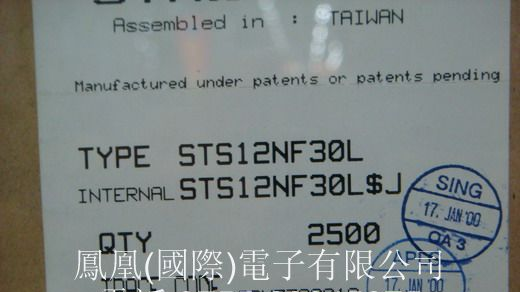 Assembled in : TAIWAN
Manufactured under patents or patents pending
TYPE STS12NF30L
INTERNAL STS12NF30L$J
SING
17. JAN '00
QA 3
QTY 2500
鳳凰(國際)電子有限公司
17. JAN '00